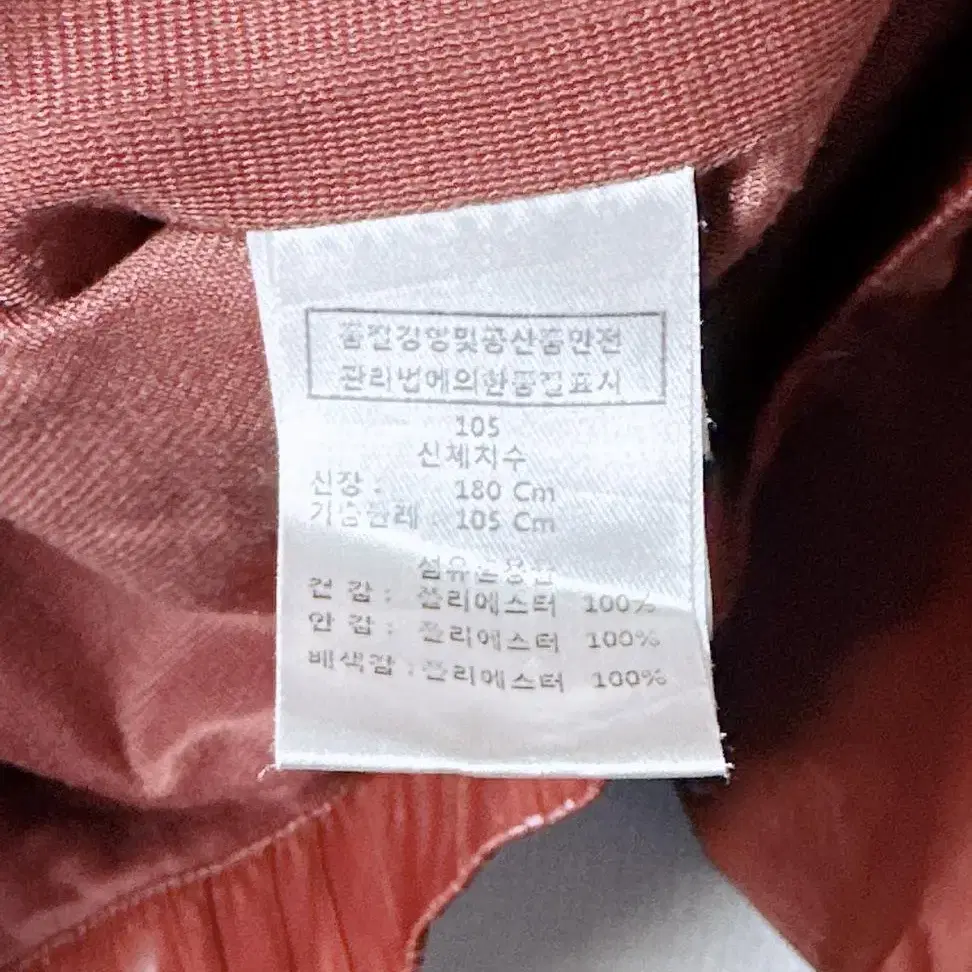 품질경영및공산품안전
관리법에의한품질표시
105
신체치수
신장 : 180 Cm
가슴둘레 : 105 Cm
섬유혼용율
겉 감 : 폴리에스터 100%
안 감 : 폴리에스터 100%
배색감 : 폴리에스터 100%